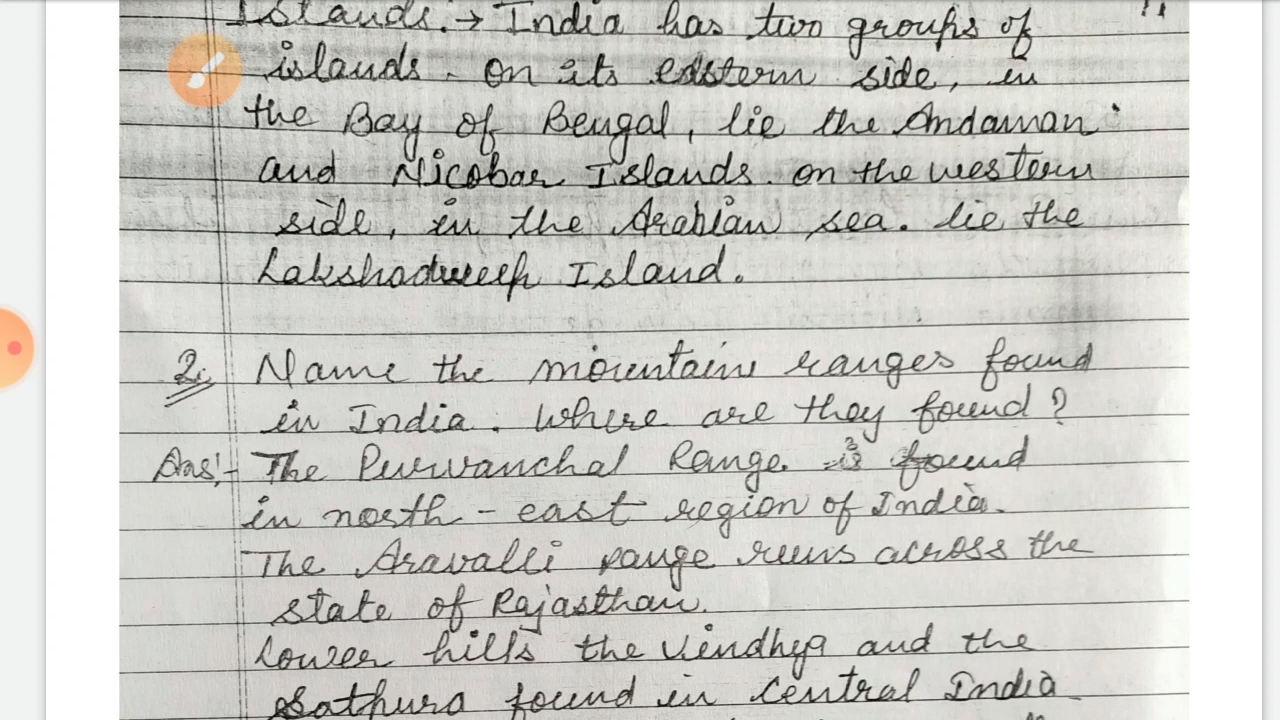 Islands. → India has two groups of
islands. on its eastern side, in
the Bay of Bengal, lie the Andaman
and Nicobar Islands. on the western
side, in the Arabian sea. lie the
Lakshadweep Island.
2. Name the mountains ranges found
in India. Where are they found?
Ans:- The Purvanchal Range. is found
in north-east region of India.
The Aravalli range runs across the
state of Rajasthan.
Lower hills the Vindhya and the
Sathura found in Central India